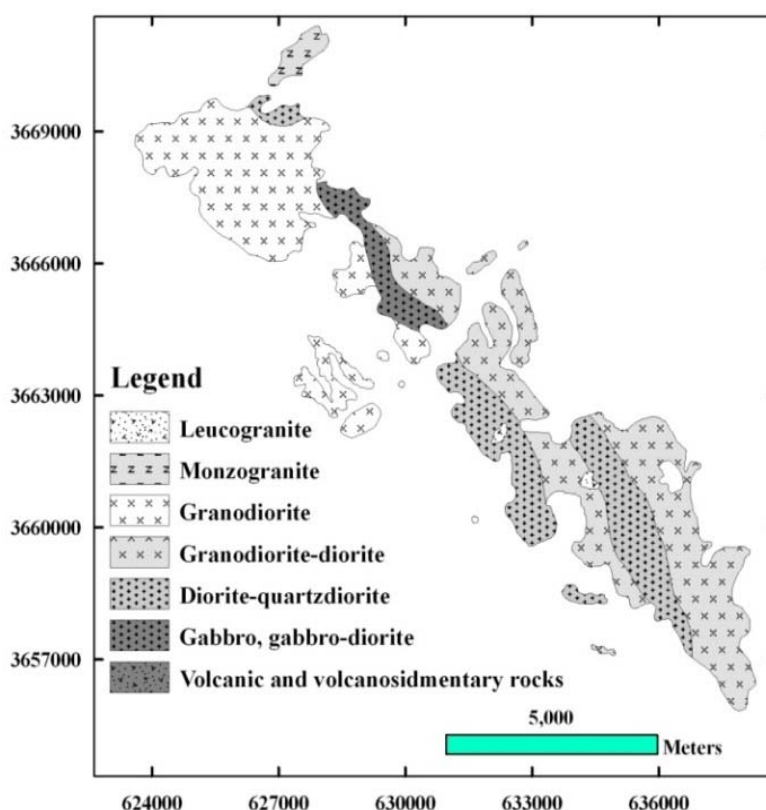 3669000
3666000
3663000
3660000
3657000
Legend
Leucogranite
Monzogranite
Granodiorite
Granodiorite-diorite
Diorite-quartzdiorite
Gabbro, gabbro-diorite
Volcanic and volcanosidmentary rocks
5,000
Meters
624000 627000 630000 633000 636000